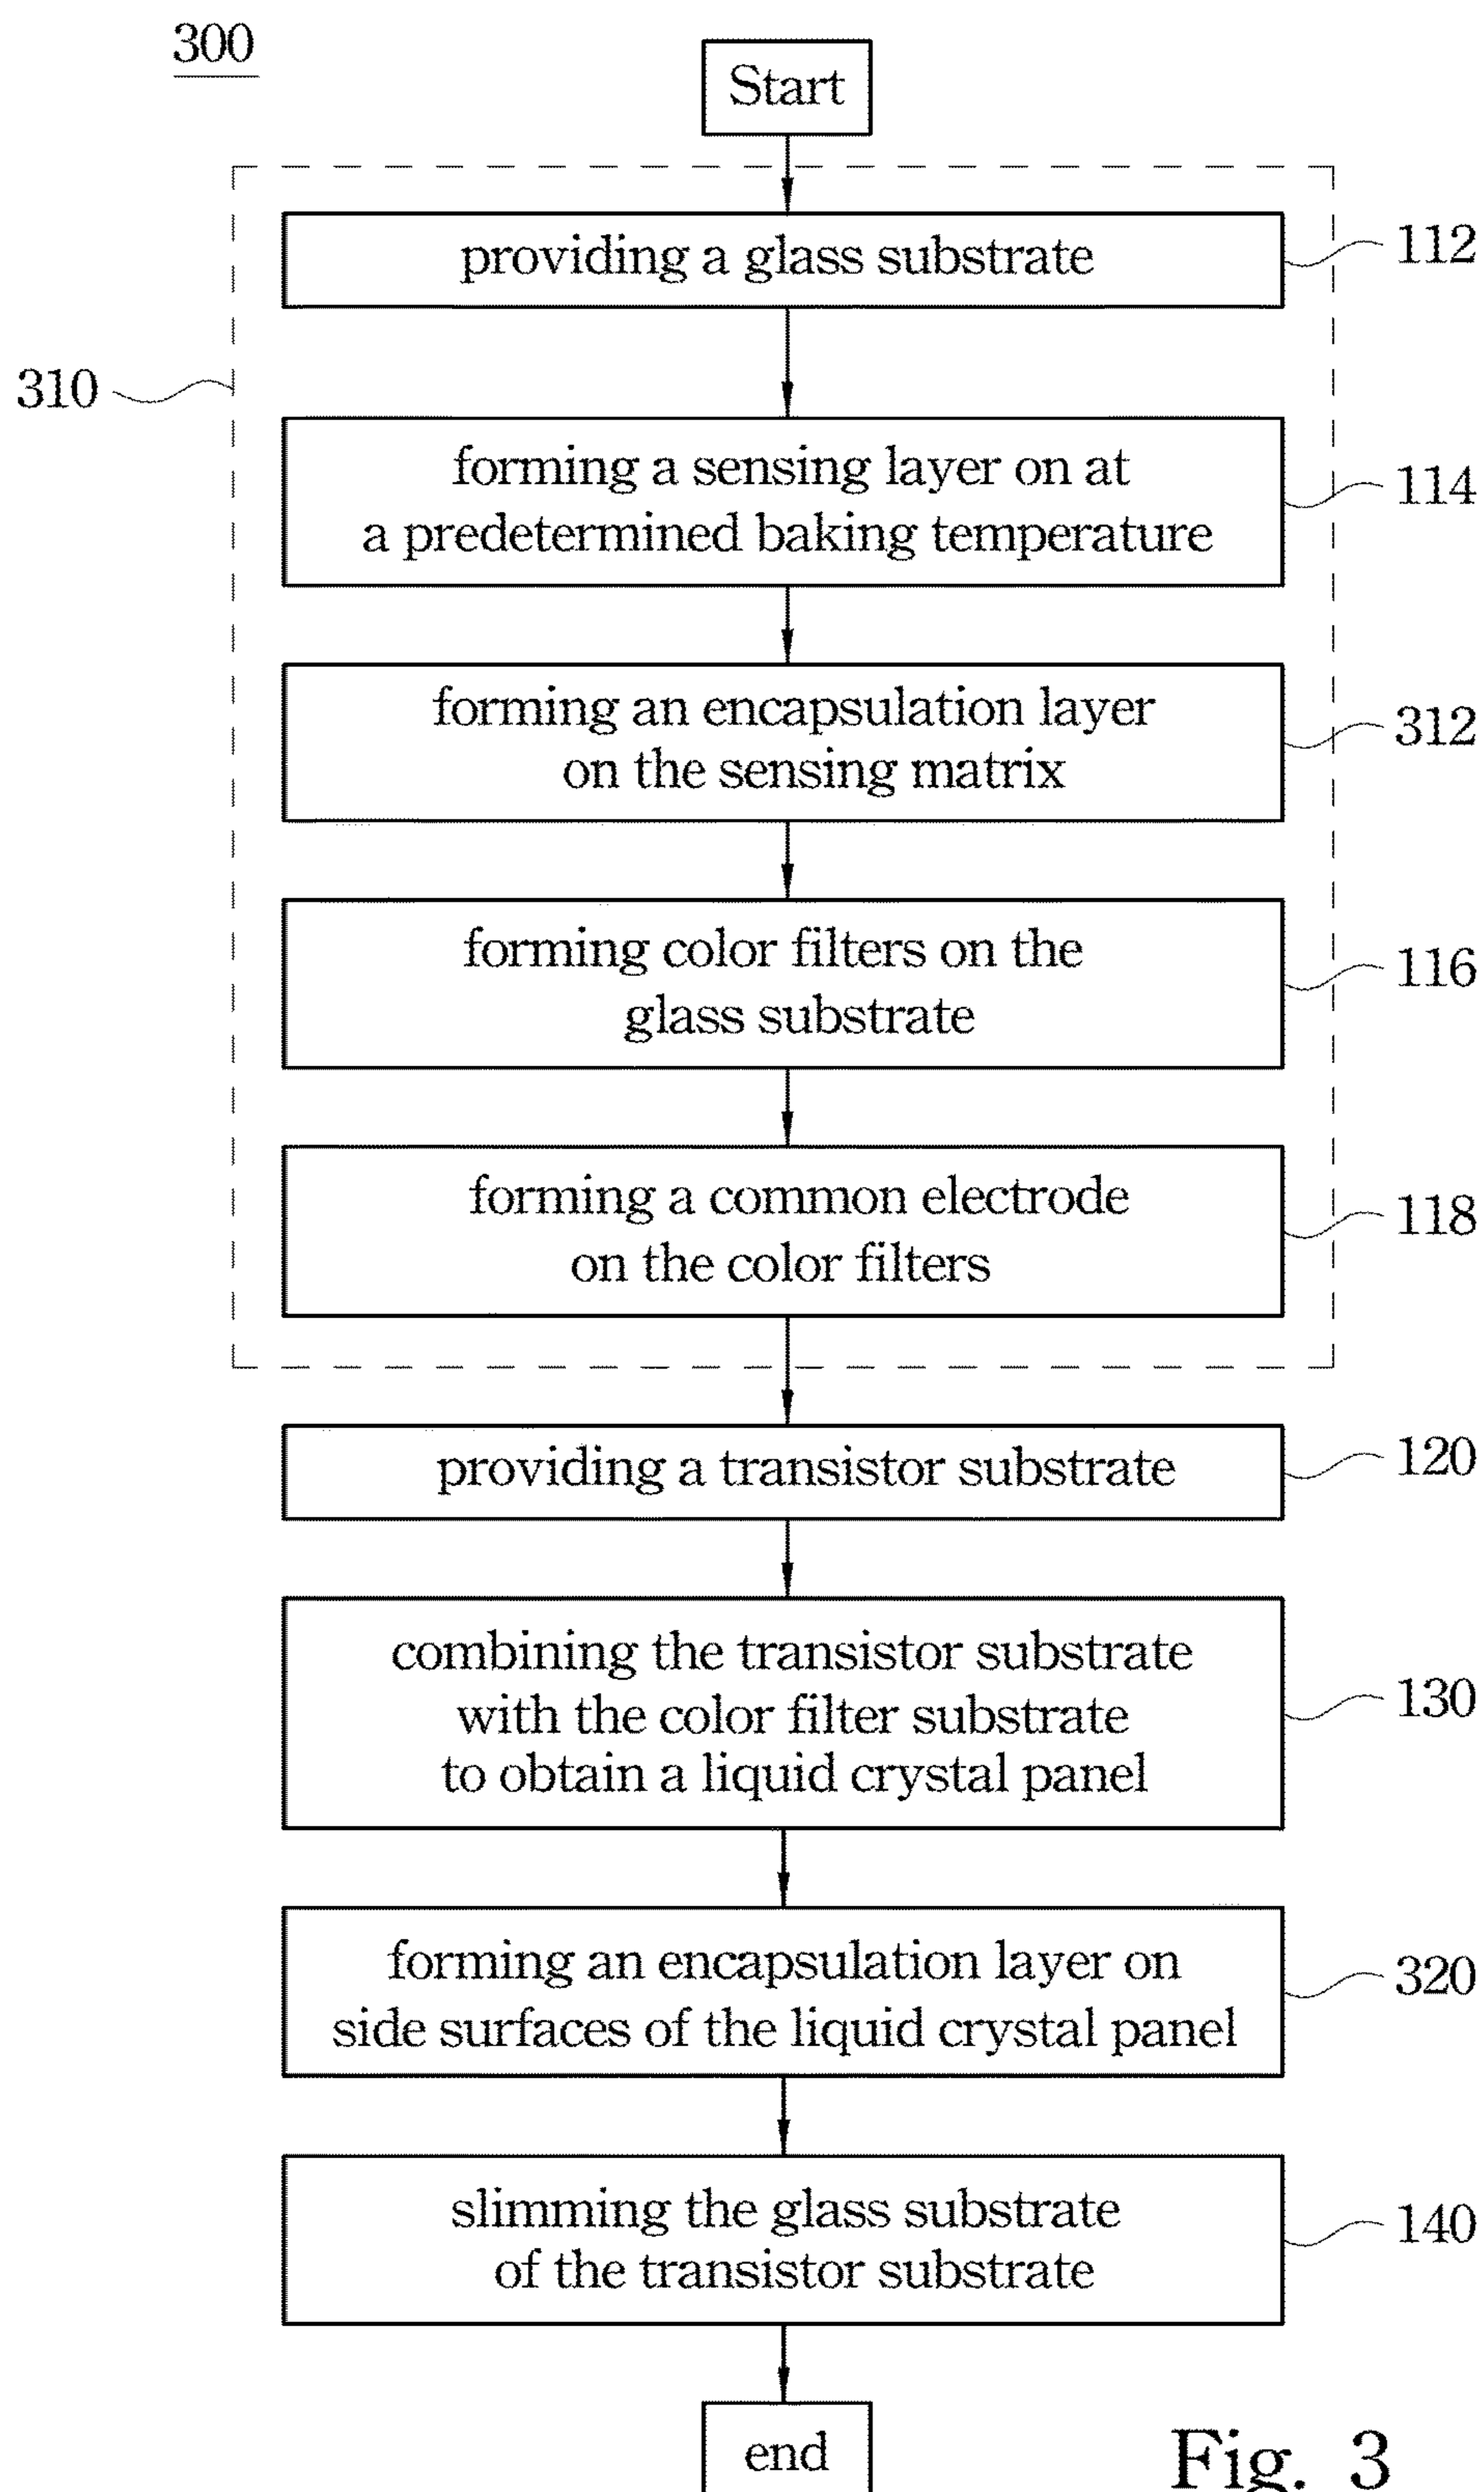 300
Start
providing a glass substrate
112
310
forming a sensing layer on at
a predetermined baking temperature
114
forming an encapsulation layer
on the sensing matrix
312
forming color filters on the
glass substrate
116
forming a common electrode
on the color filters
118
providing a transistor substrate
120
combining the transistor substrate
with the color filter substrate
to obtain a liquid crystal panel
130
forming an encapsulation layer on
side surfaces of the liquid crystal panel
320
slimming the glass substrate
of the transistor substrate
140
end
Fig. 3